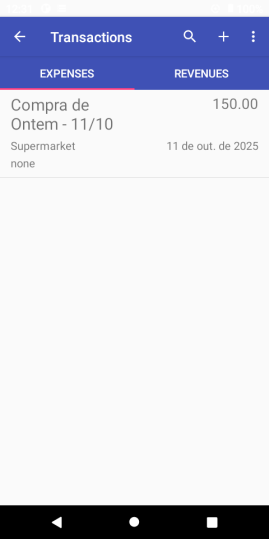 Transactions
EXPENSES
REVENUES
Compra de
Ontem - 11/10
150.00
Supermarket
11 de out. de 2025
none